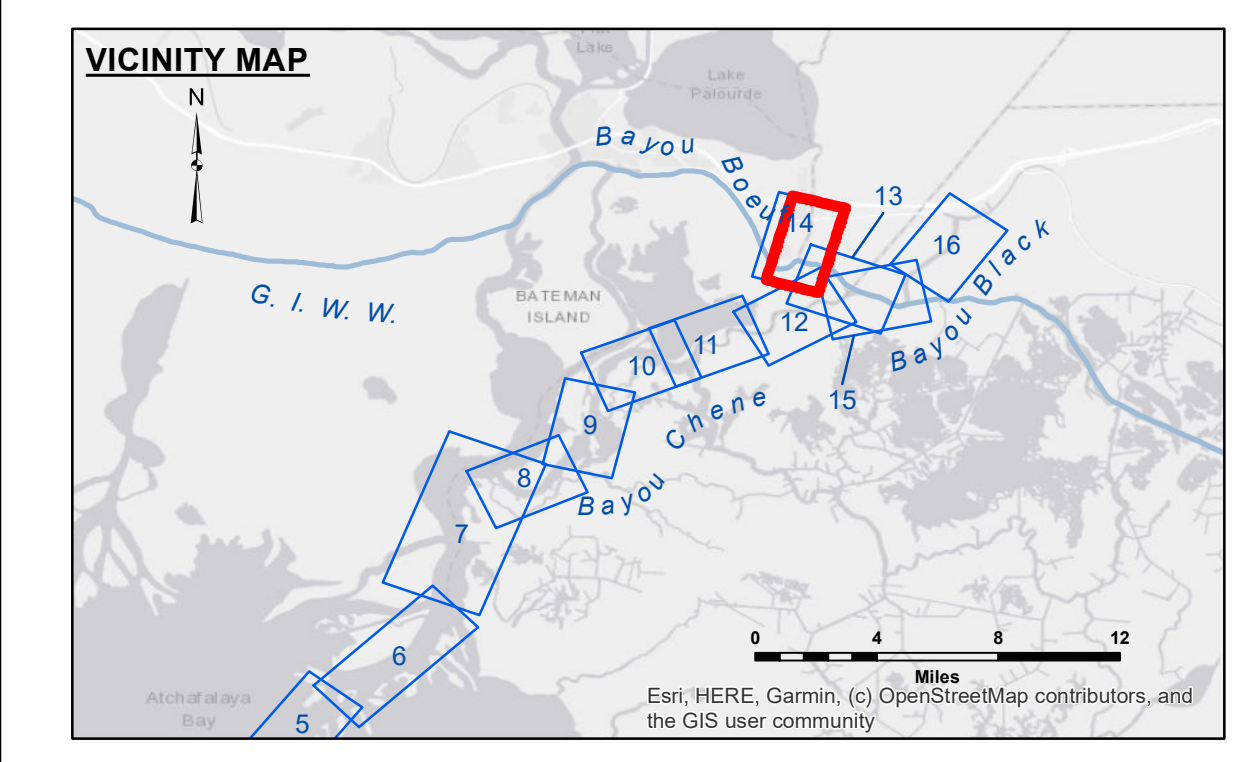 VICINITY MAP
N
Lake
Lake
Palourde
Bayou
Boeuf
13
14
16
Bayou Black
G. I. W. W.
BATEMAN
ISLAND
12
11
10
15
9
Bayou Chene
8
7
6
5
Atchafalaya
Bay
0 4 8 12
Miles
Esri, HERE, Garmin, (c) OpenStreetMap contributors, and
the GIS user community